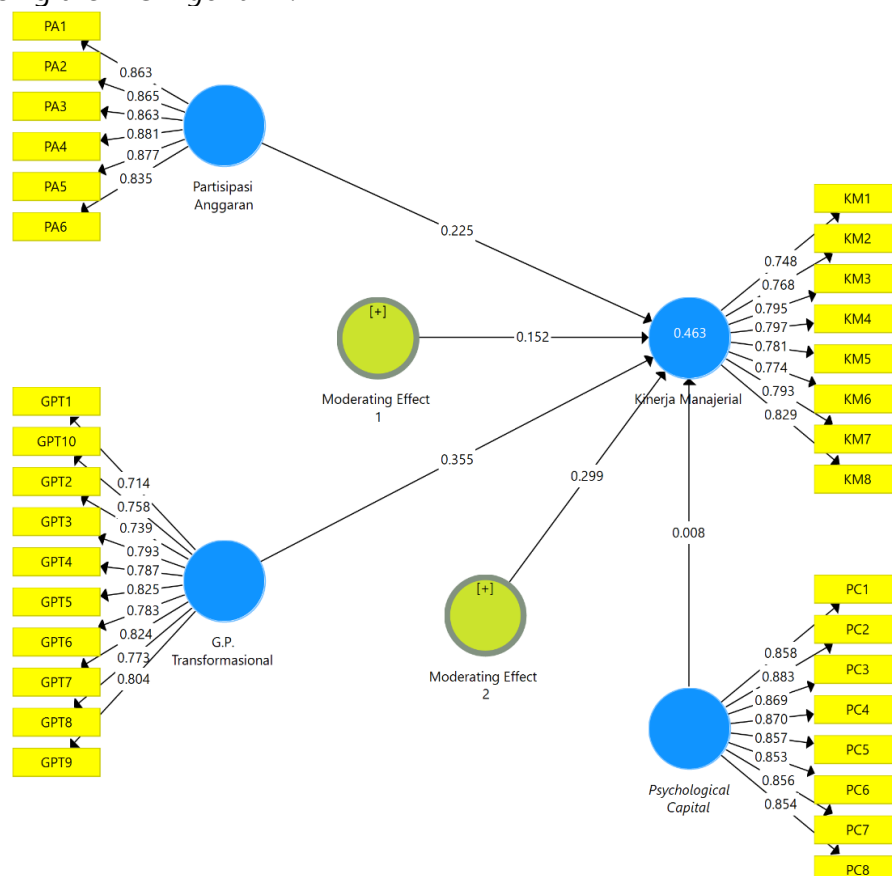 PA1
PA2
PA3
PA4
PA5
PA6
0.863
0.865
0.863
0.881
0.877
0.835
Partisipasi
Anggaran
0.225
[+]
Moderating Effect
1
0.152
KM1
KM2
KM3
KM4
KM5
KM6
KM7
KM8
0.748
0.768
0.795
0.797
0.781
0.774
0.793
0.829
0.463
Kinerja Manajerial
GPT1
GPT10
GPT2
GPT3
GPT4
GPT5
GPT6
GPT7
GPT8
GPT9
0.714
0.758
0.739
0.793
0.787
0.825
0.783
0.824
0.773
0.804
G.P.
Transformasional
0.355
0.299
[+]
Moderating Effect
2
0.008
PC1
PC2
PC3
PC4
PC5
PC6
PC7
PC8
0.858
0.883
0.869
0.870
0.857
0.853
0.856
0.854
Psychological
Capital